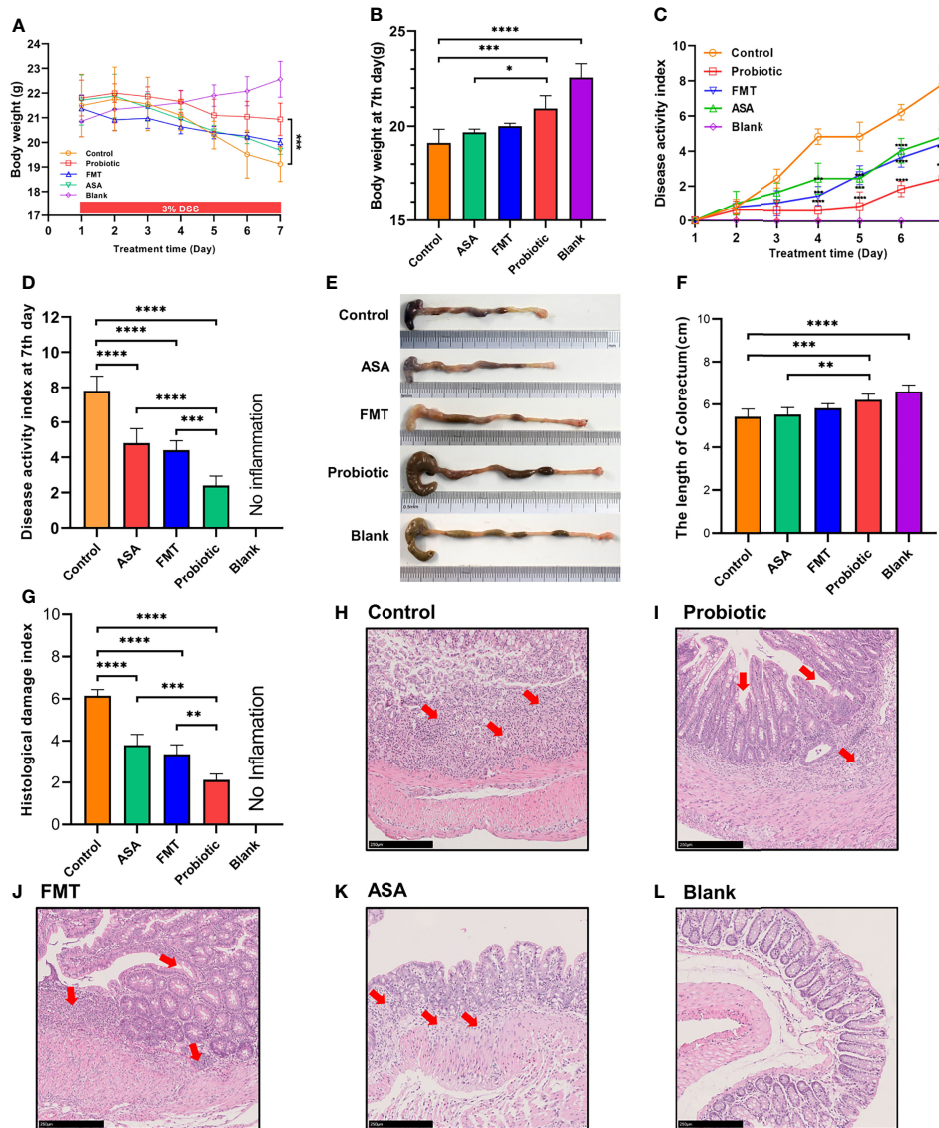 A
Body weight (g)
24
23
22
21
20
19
18
17
Control
Probiotic
FMT
ASA
Blank
***
3% DSS
0 1 2 3 4 5 6 7
Treatment time (Day)
B
Body weight at 7th day(g)
25
20
15
****
***
*
Control
ASA
FMT
Probiotic
Blank
C
Disease activity index
10
8
6
4
2
0
Control
Probiotic
FMT
ASA
Blank
***
***
****
***
****
****
****
****
1 2 3 4 5 6
Treatment time (Day)
D
Disease activity index at 7th day
12
10
8
6
4
2
0
****
****
****
****
***
No inflammation
Control
ASA
FMT
Probiotic
Blank
E
Control
ASA
FMT
Probiotic
Blank
F
The length of Colorectum(cm)
10
8
6
4
2
0
****
***
**
Control
ASA
FMT
Probiotic
Blank
G
Histological damage index
10
8
6
4
2
0
****
****
****
***
**
No Inflamation
Control
ASA
FMT
Probiotic
Blank
H Control
250μm
I Probiotic
250μm
J FMT
250μm
K ASA
250μm
L Blank
250μm